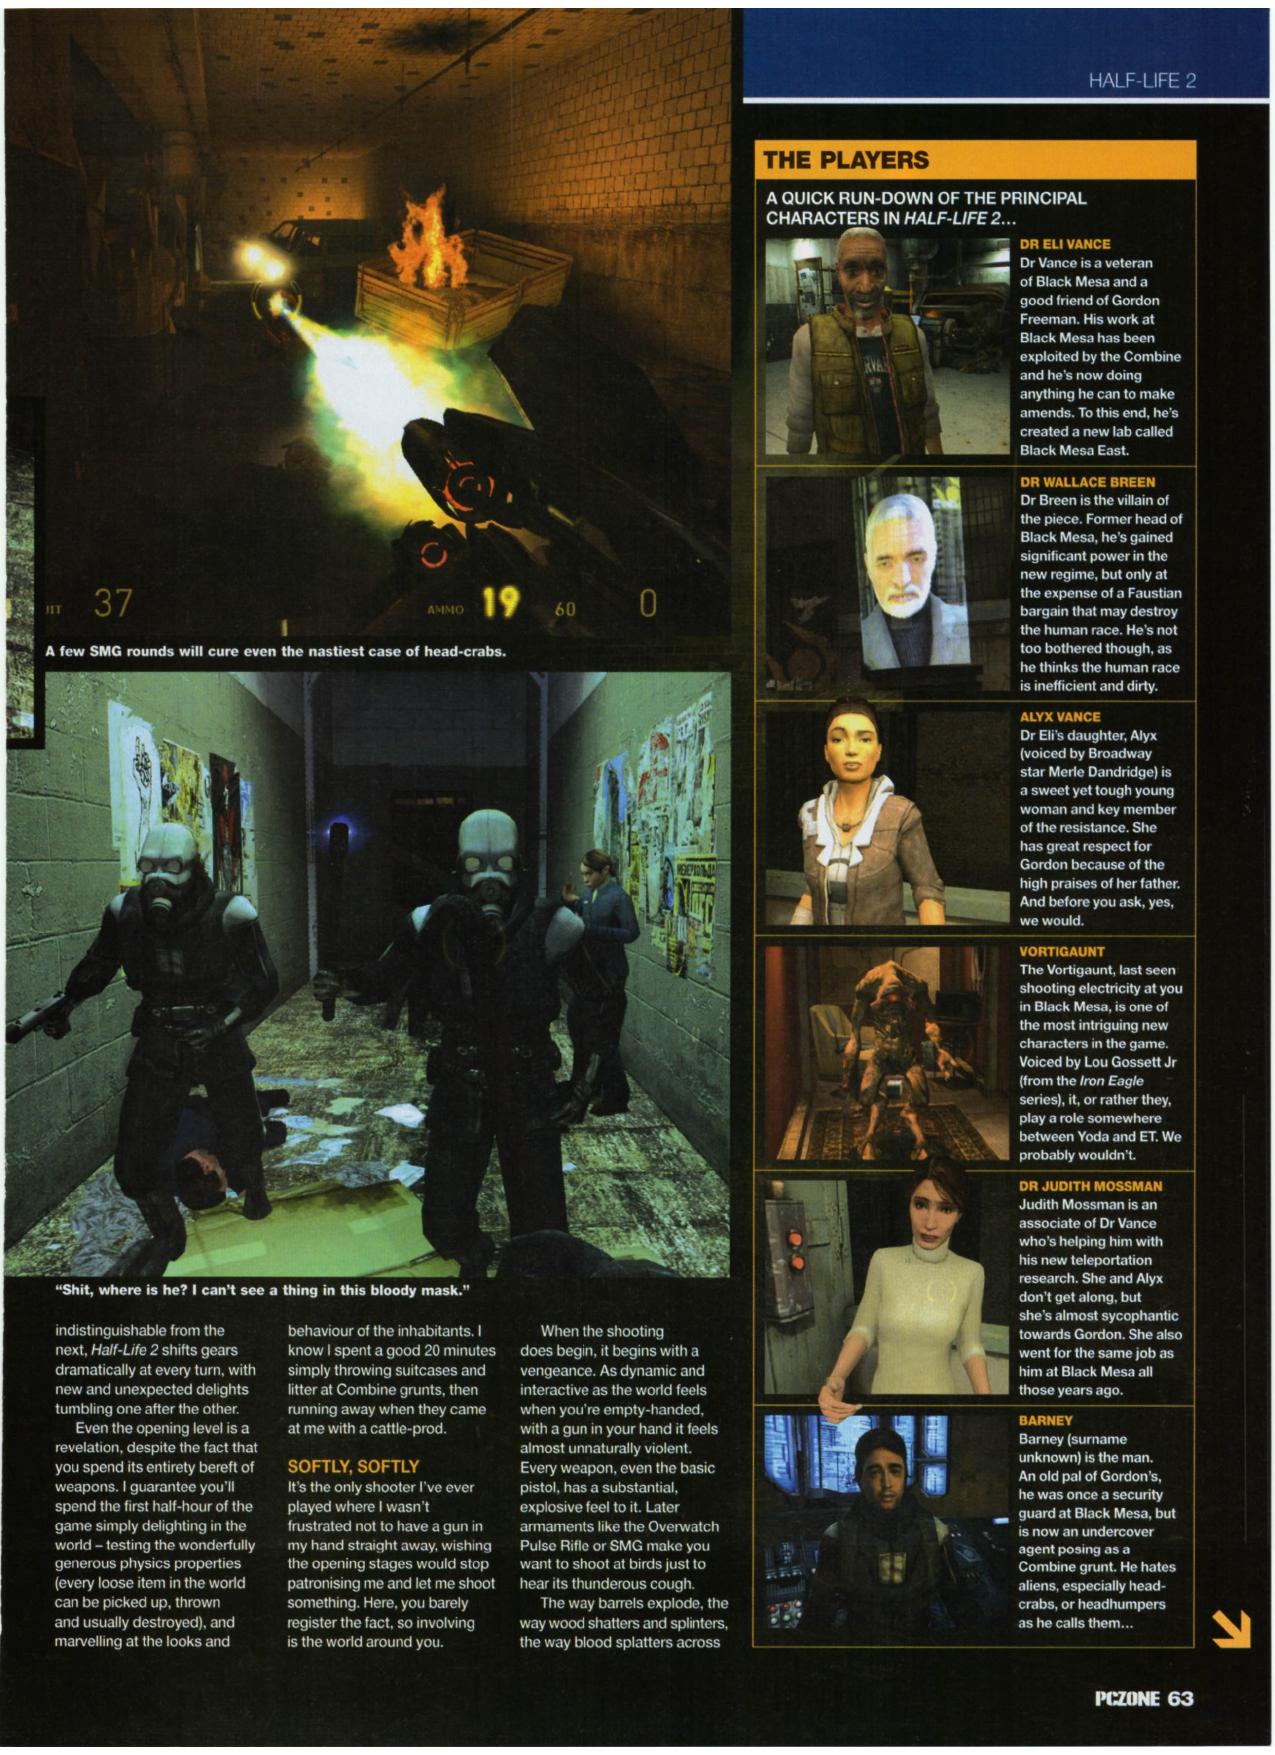 HALF-LIFE 2
UIT 37
AMMO 19 60 0
A few SMG rounds will cure even the nastiest case of head-crabs.
"Shit, where is he? I can't see a thing in this bloody mask."
indistinguishable from the
next, Half-Life 2 shifts gears
dramatically at every turn, with
new and unexpected delights
tumbling one after the other.
Even the opening level is a
revelation, despite the fact that
you spend its entirety bereft of
weapons. I guarantee you'll
spend the first half-hour of the
game simply delighting in the
world – testing the wonderfully
generous physics properties
(every loose item in the world
can be picked up, thrown
and usually destroyed), and
marvelling at the looks and
behaviour of the inhabitants. I
know I spent a good 20 minutes
simply throwing suitcases and
litter at Combine grunts, then
running away when they came
at me with a cattle-prod.
SOFTLY, SOFTLY
It's the only shooter I've ever
played where I wasn't
frustrated not to have a gun in
my hand straight away, wishing
the opening stages would stop
patronising me and let me shoot
something. Here, you barely
register the fact, so involving
is the world around you.
When the shooting
does begin, it begins with a
vengeance. As dynamic and
interactive as the world feels
when you're empty-handed,
with a gun in your hand it feels
almost unnaturally violent.
Every weapon, even the basic
pistol, has a substantial,
explosive feel to it. Later
armaments like the Overwatch
Pulse Rifle or SMG make you
want to shoot at birds just to
hear its thunderous cough.
The way barrels explode, the
way wood shatters and splinters,
the way blood splatters across
THE PLAYERS
A QUICK RUN-DOWN OF THE PRINCIPAL
CHARACTERS IN HALF-LIFE 2...
DR ELI VANCE
Dr Vance is a veteran
of Black Mesa and a
good friend of Gordon
Freeman. His work at
Black Mesa has been
exploited by the Combine
and he's now doing
anything he can to make
amends. To this end, he's
created a new lab called
Black Mesa East.
DR WALLACE BREEN
Dr Breen is the villain of
the piece. Former head of
Black Mesa, he's gained
significant power in the
new regime, but only at
the expense of a Faustian
bargain that may destroy
the human race. He's not
too bothered though, as
he thinks the human race
is inefficient and dirty.
ALYX VANCE
Dr Eli's daughter, Alyx
(voiced by Broadway
star Merle Dandridge) is
a sweet yet tough young
woman and key member
of the resistance. She
has great respect for
Gordon because of the
high praises of her father.
And before you ask, yes,
we would.
VORTIGAUNT
The Vortigaunt, last seen
shooting electricity at you
in Black Mesa, is one of
the most intriguing new
characters in the game.
Voiced by Lou Gossett Jr
(from the Iron Eagle
series), it, or rather they,
play a role somewhere
between Yoda and ET. We
probably wouldn't.
DR JUDITH MOSSMAN
Judith Mossman is an
associate of Dr Vance
who's helping him with
his new teleportation
research. She and Alyx
don't get along, but
she's almost sycophantic
towards Gordon. She also
went for the same job as
him at Black Mesa all
those years ago.
BARNEY
Barney (surname
unknown) is the man.
An old pal of Gordon's,
he was once a security
guard at Black Mesa, but
is now an undercover
agent posing as a
Combine grunt. He hates
aliens, especially head-
crabs, or headhumpers
as he calls them...
PCZONE 63